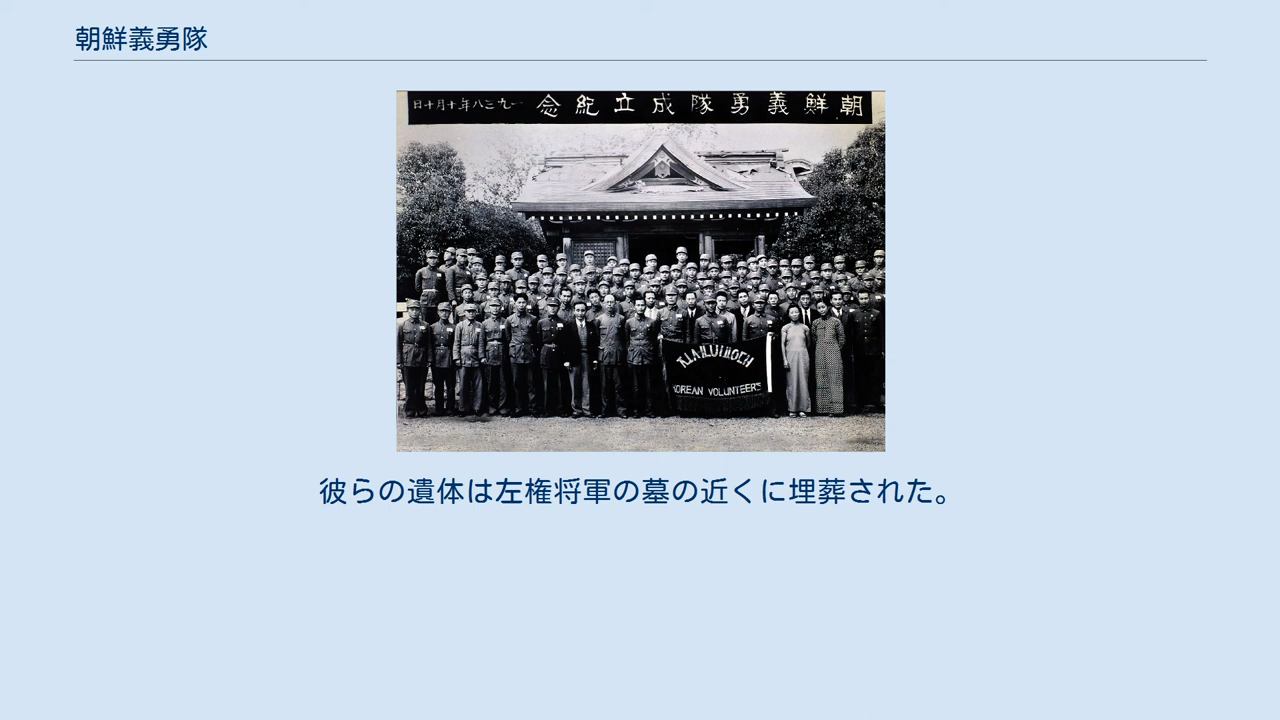 朝鮮義勇隊
朝鮮義勇隊成立紀念 一九三八年十月十日
KOREAN VOLUNTEERS
彼らの遺体は左権将軍の墓の近くに埋葬された。